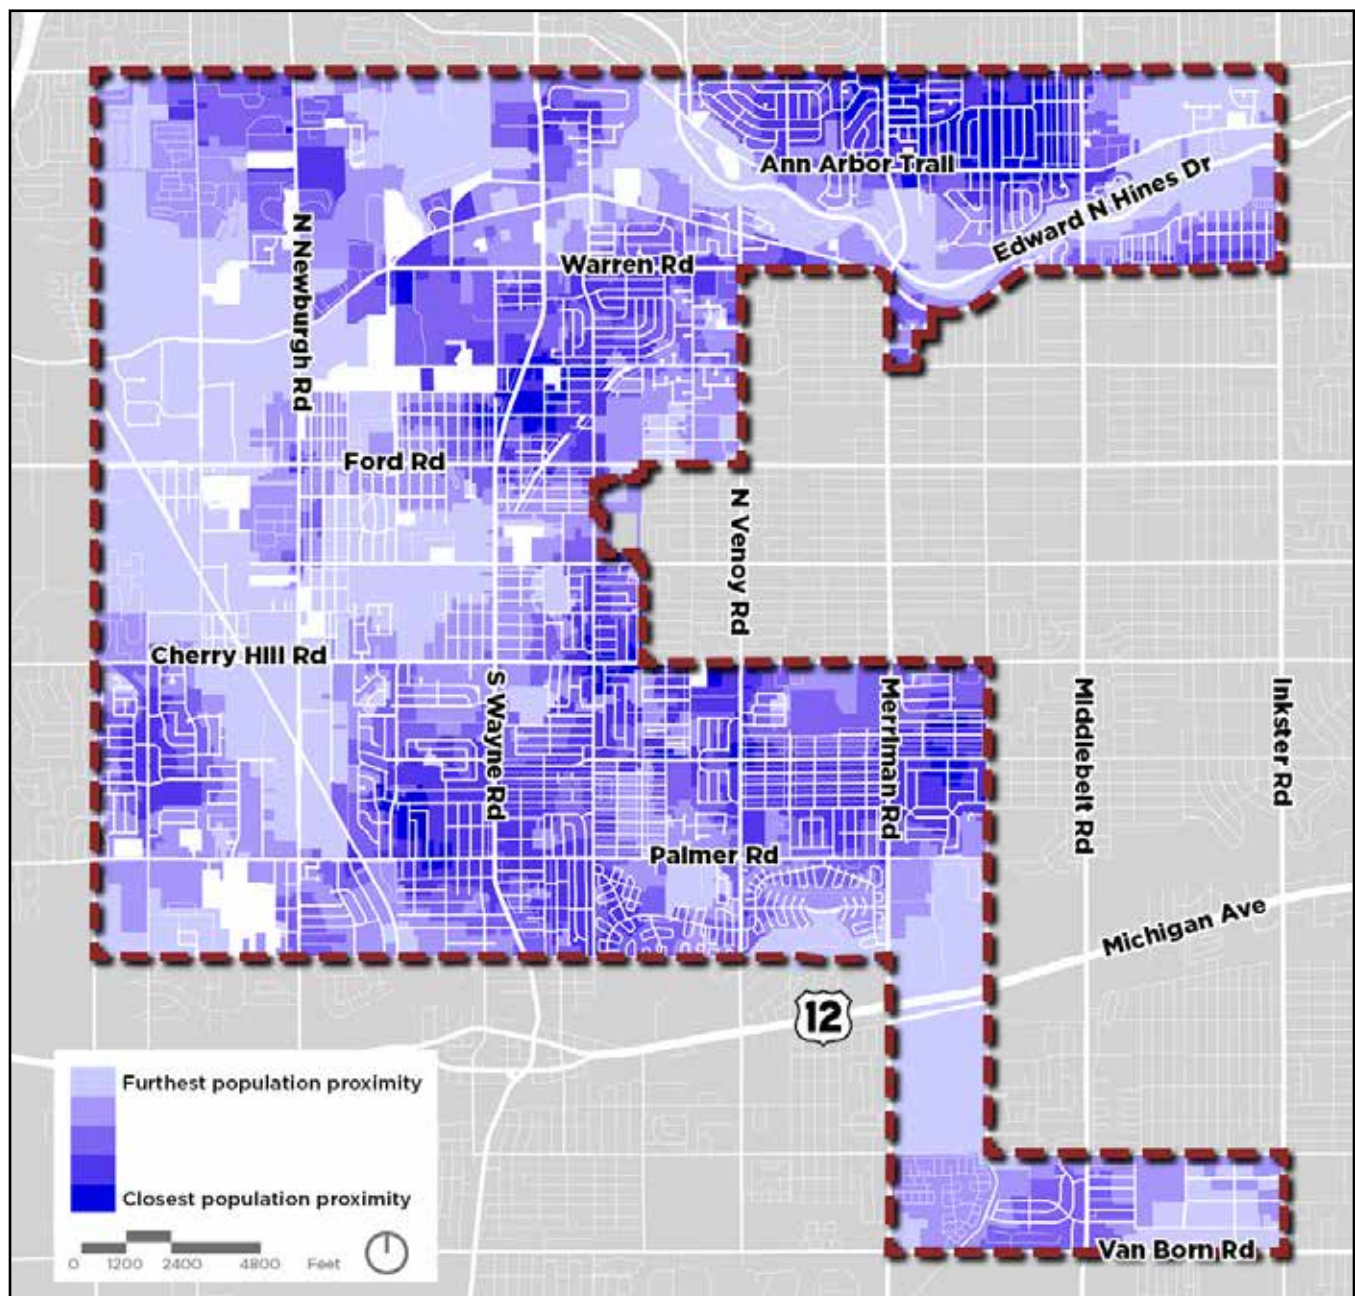 Ann Arbor Trail
Edward N Hines Dr
N Newburgh Rd
Warren Rd
Ford Rd
N Venoy Rd
Cherry Hill Rd
S Wayne Rd
Merriman Rd
Middlebelt Rd
Inkster Rd
Palmer Rd
Michigan Ave
12
Furthest population proximity
Closest population proximity
0 1200 2400 4800 Feet
Van Born Rd